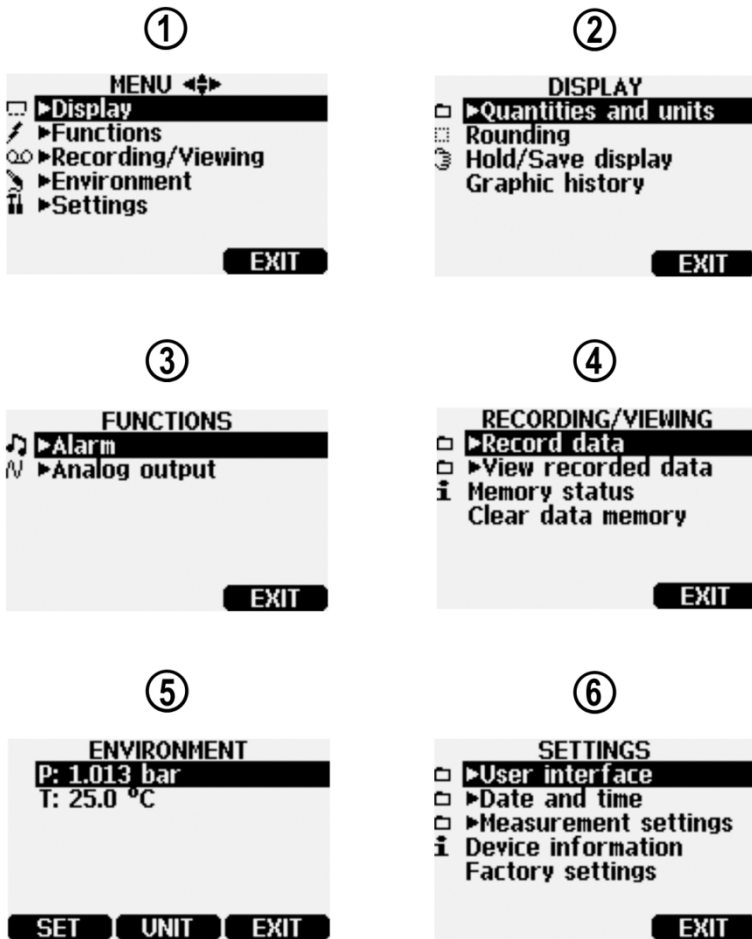 ①
MENU
▶Display
▶Functions
▶Recording/Viewing
▶Environment
▶Settings
EXIT
②
DISPLAY
▶Quantities and units
Rounding
Hold/Save display
Graphic history
EXIT
③
FUNCTIONS
▶Alarm
▶Analog output
EXIT
④
RECORDING/VIEWING
▶Record data
▶View recorded data
Memory status
Clear data memory
EXIT
⑤
ENVIRONMENT
P: 1.013 bar
T: 25.0 ºC
SET UNIT EXIT
⑥
SETTINGS
▶User interface
▶Date and time
▶Measurement settings
Device information
Factory settings
EXIT